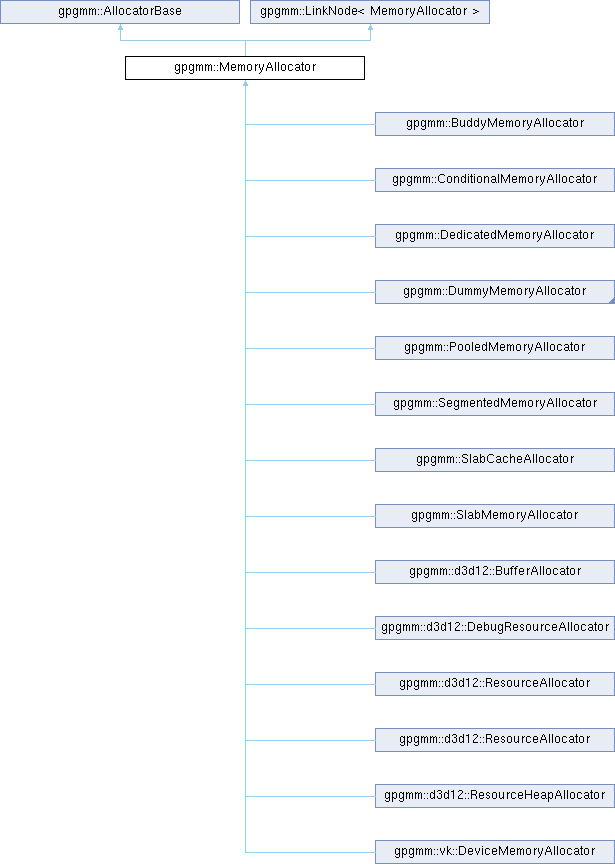 gpgmm::AllocatorBase
gpgmm::LinkNode< MemoryAllocator >
gpgmm::MemoryAllocator
gpgmm::BuddyMemoryAllocator
gpgmm::ConditionalMemoryAllocator
gpgmm::DedicatedMemoryAllocator
gpgmm::DummyMemoryAllocator
gpgmm::PooledMemoryAllocator
gpgmm::SegmentedMemoryAllocator
gpgmm::SlabCacheAllocator
gpgmm::SlabMemoryAllocator
gpgmm::d3d12::BufferAllocator
gpgmm::d3d12::DebugResourceAllocator
gpgmm::d3d12::ResourceAllocator
gpgmm::d3d12::ResourceAllocator
gpgmm::d3d12::ResourceHeapAllocator
gpgmm::vk::DeviceMemoryAllocator